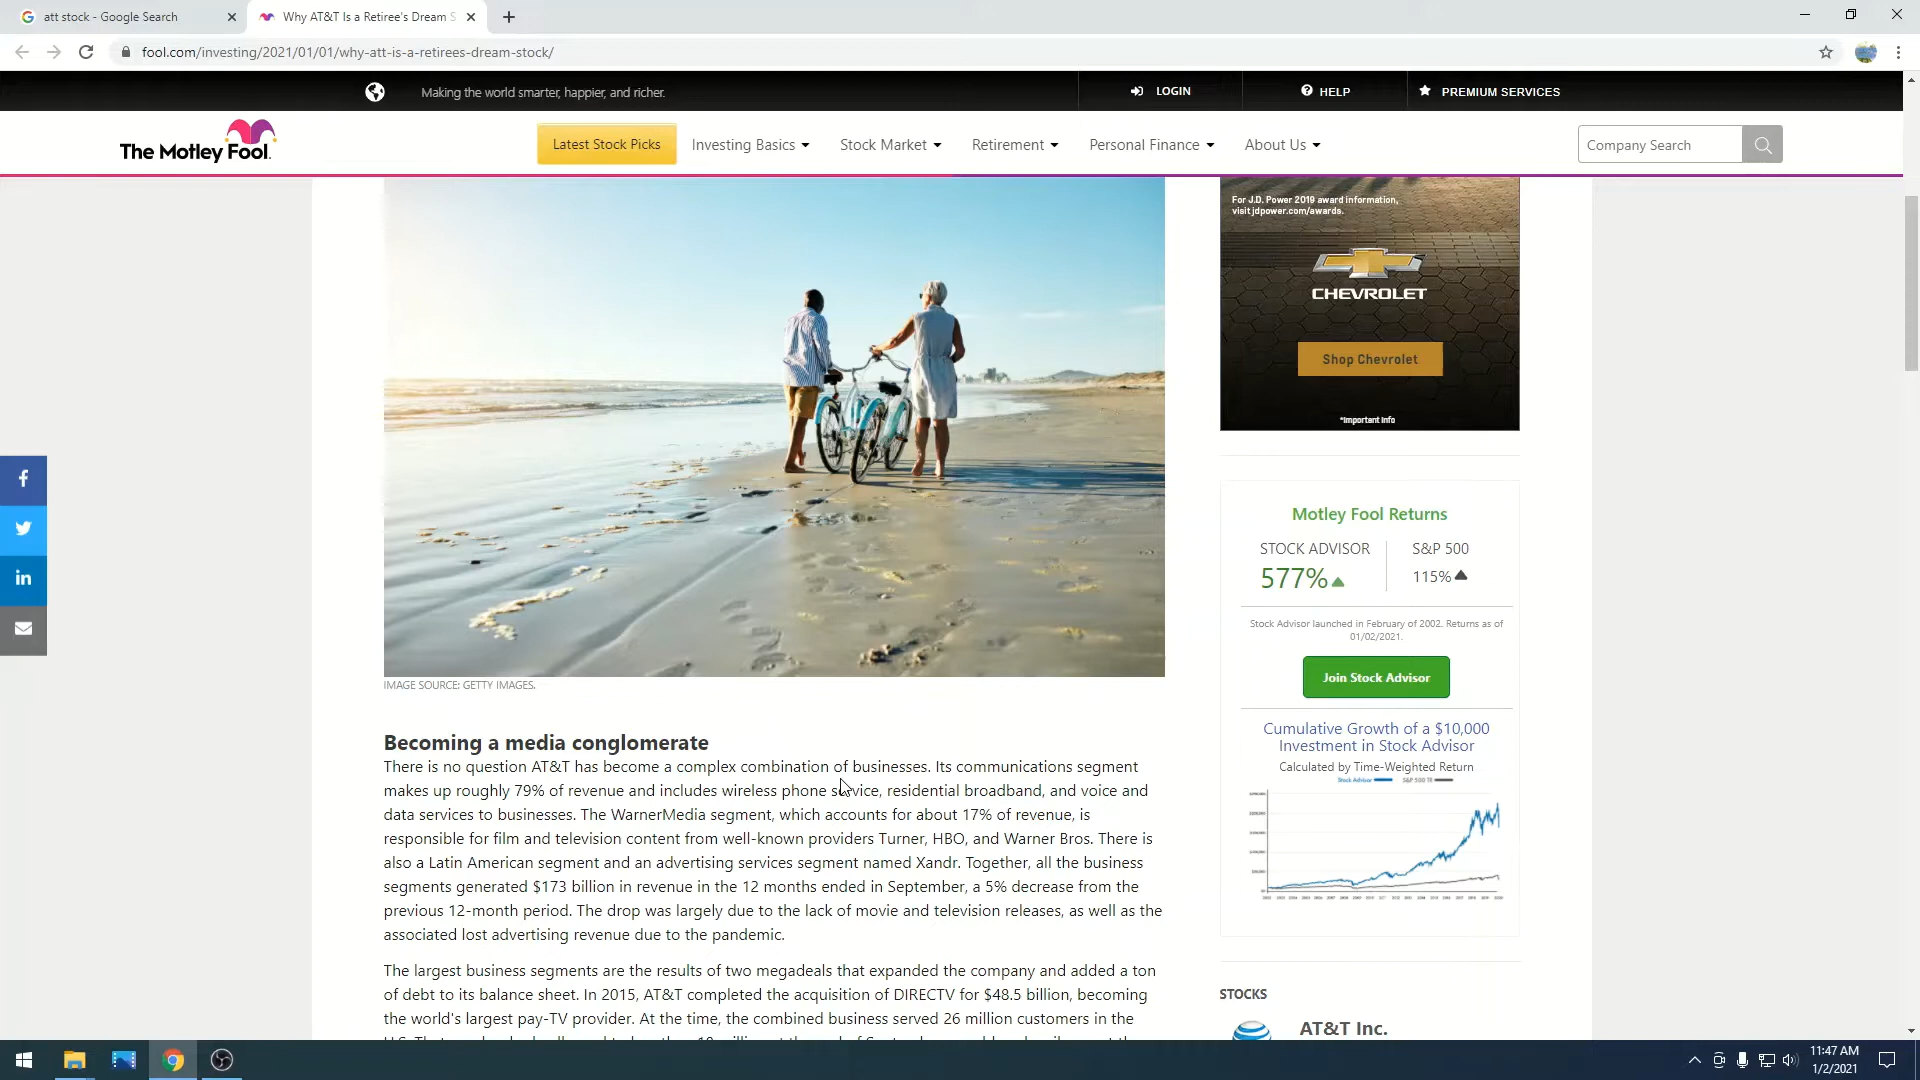 att stock - Google Search
Why AT&T Is a Retiree's Dream S
fool.com/investing/2021/01/01/why-att-is-a-retirees-dream-stock/
Making the world smarter, happier, and richer.
LOGIN
HELP
PREMIUM SERVICES
The Motley Fool.
Latest Stock Picks
Investing Basics
Stock Market
Retirement
Personal Finance
About Us
Company Search
For J.D. Power 2019 award information,
visit jdpower.com/awards.
CHEVROLET
Shop Chevrolet
*Important Info
IMAGE SOURCE: GETTY IMAGES.
Becoming a media conglomerate
There is no question AT&T has become a complex combination of businesses. Its communications segment
makes up roughly 79% of revenue and includes wireless phone service, residential broadband, and voice and
data services to businesses. The WarnerMedia segment, which accounts for about 17% of revenue, is
responsible for film and television content from well-known providers Turner, HBO, and Warner Bros. There is
also a Latin American segment and an advertising services segment named Xandr. Together, all the business
segments generated $173 billion in revenue in the 12 months ended in September, a 5% decrease from the
previous 12-month period. The drop was largely due to the lack of movie and television releases, as well as the
associated lost advertising revenue due to the pandemic.
The largest business segments are the results of two megadeals that expanded the company and added a ton
of debt to its balance sheet. In 2015, AT&T completed the acquisition of DIRECTV for $48.5 billion, becoming
the world's largest pay-TV provider. At the time, the combined business served 26 million customers in the
Motley Fool Returns
STOCK ADVISOR
577%
S&P 500
115%
Stock Advisor launched in February of 2002. Returns as of
01/02/2021.
Join Stock Advisor
Cumulative Growth of a $10,000
Investment in Stock Advisor
Calculated by Time-Weighted Return
Stock Advisor
S&P 500
STOCKS
AT&T Inc.
11:47 AM
1/2/2021